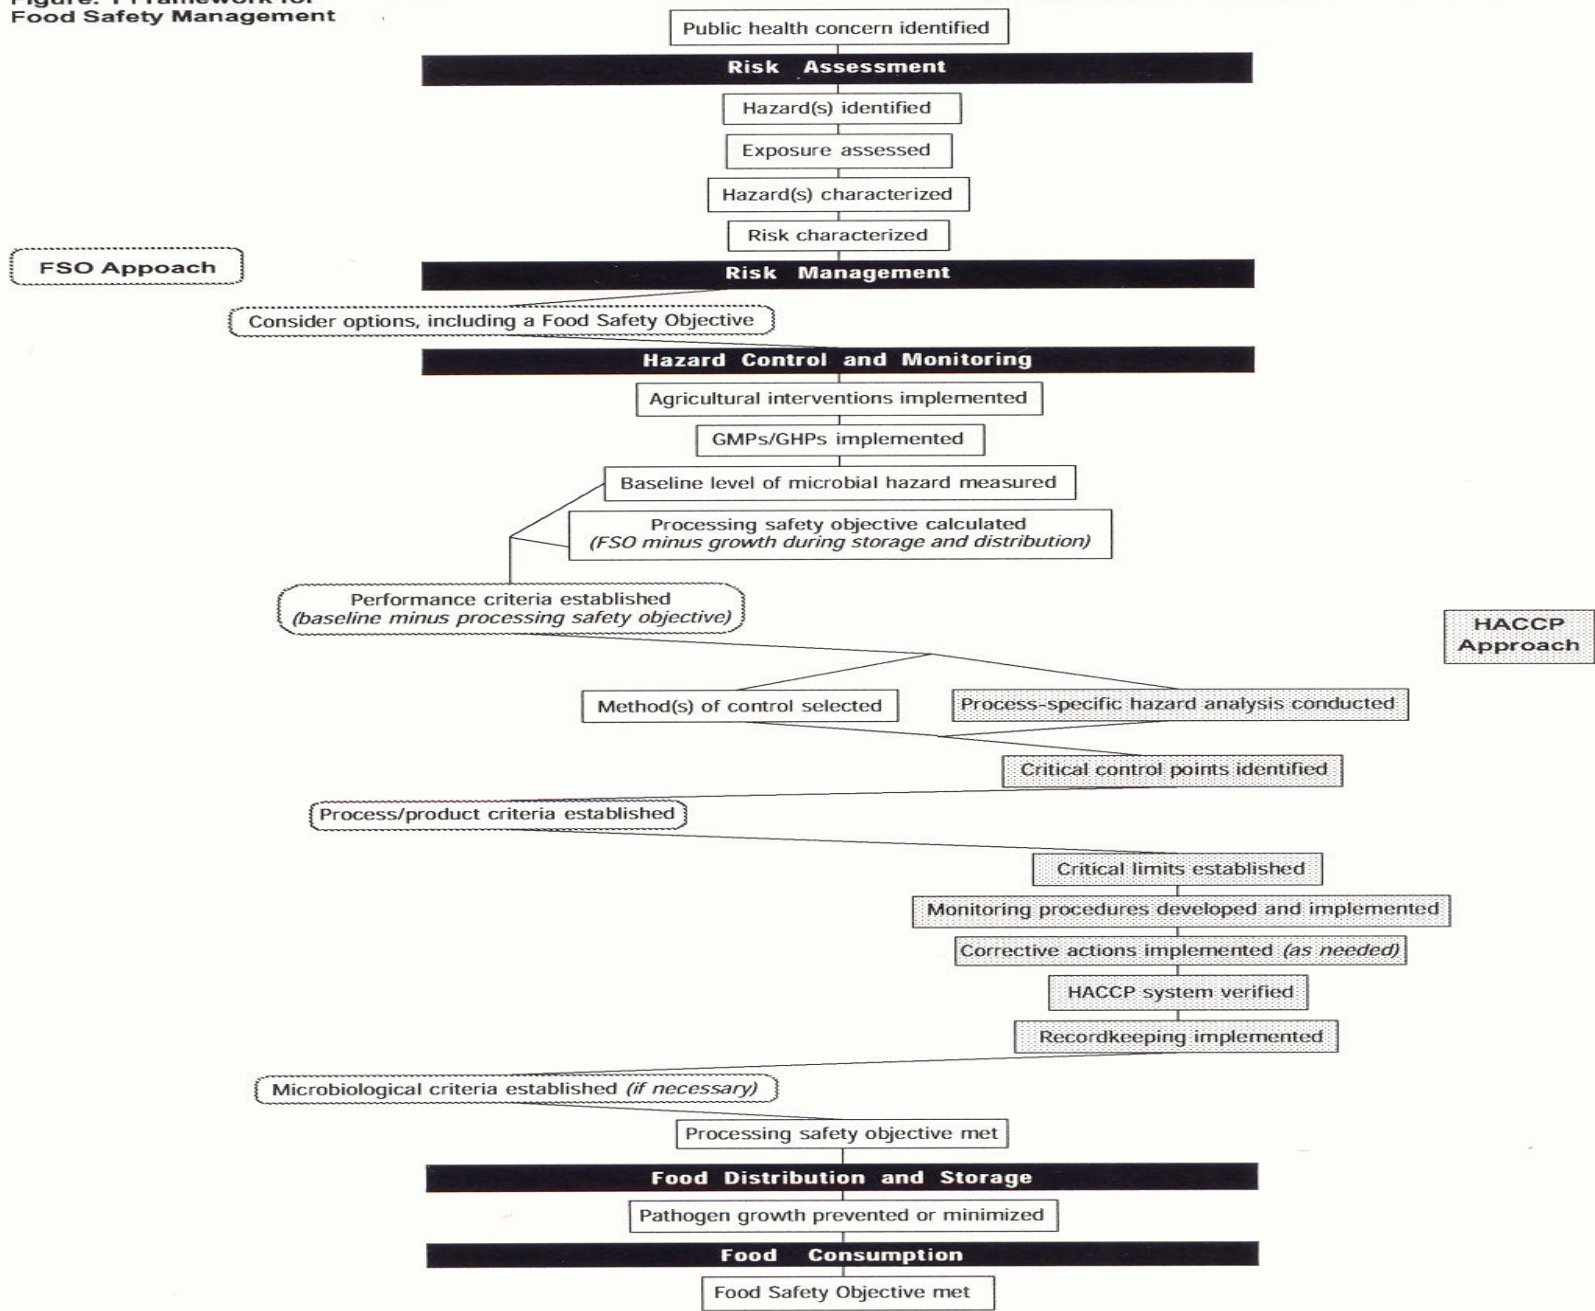 Figure. 1 Framework for
Food Safety Management
Public health concern identified
Risk Assessment
Hazard(s) identified
Exposure assessed
Hazard(s) characterized
Risk characterized
FSO Appoach
Risk Management
Consider options, including a Food Safety Objective
Hazard Control and Monitoring
Agricultural interventions implemented
GMPs/GHPs implemented
Baseline level of microbial hazard measured
Processing safety objective calculated
(FSO minus growth during storage and distribution)
Performance criteria established
(baseline minus processing safety objective)
HACCP
Approach
Method(s) of control selected
Process-specific hazard analysis conducted
Critical control points identified
Process/product criteria established
Critical limits established
Monitoring procedures developed and implemented
Corrective actions implemented (as needed)
HACCP system verified
Recordkeeping implemented
Microbiological criteria established (if necessary)
Processing safety objective met
Food Distribution and Storage
Pathogen growth prevented or minimized
Food Consumption
Food Safety Objective met